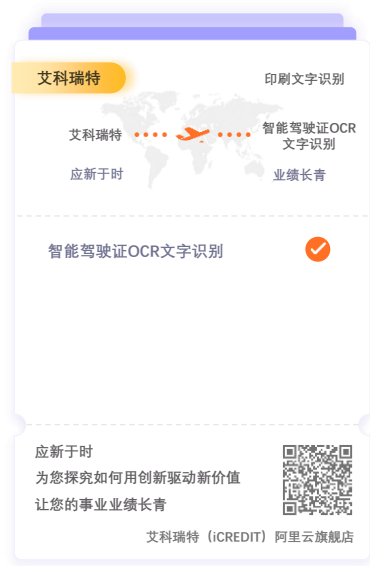 艾科瑞特
印刷文字识别
艾科瑞特
智能驾驶证OCR
文字识别
应新于时
业绩长青
智能驾驶证OCR文字识别
应新于时
为您探究如何用创新驱动新价值
让您的事业业绩长青
艾科瑞特（iCREDIT）阿里云旗舰店